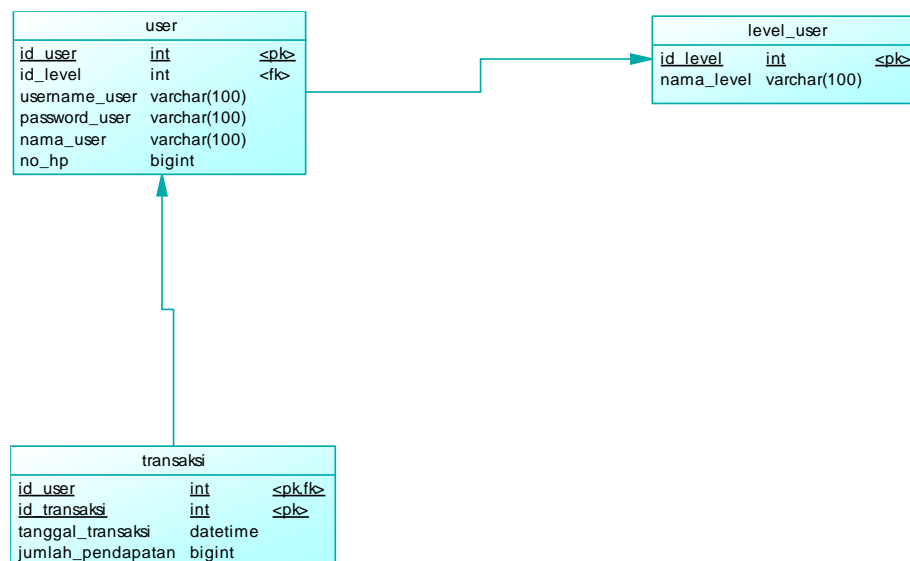 user
id_user int <pk>
id_level int <fk>
username_user varchar(100)
password_user varchar(100)
nama_user varchar(100)
no_hp bigint
level_user
id_level int <pk>
nama_level varchar(100)
transaksi
id_user int <pk,fk>
id_transaksi int <pk>
tanggal_transaksi datetime
jumlah_pendapatan bigint